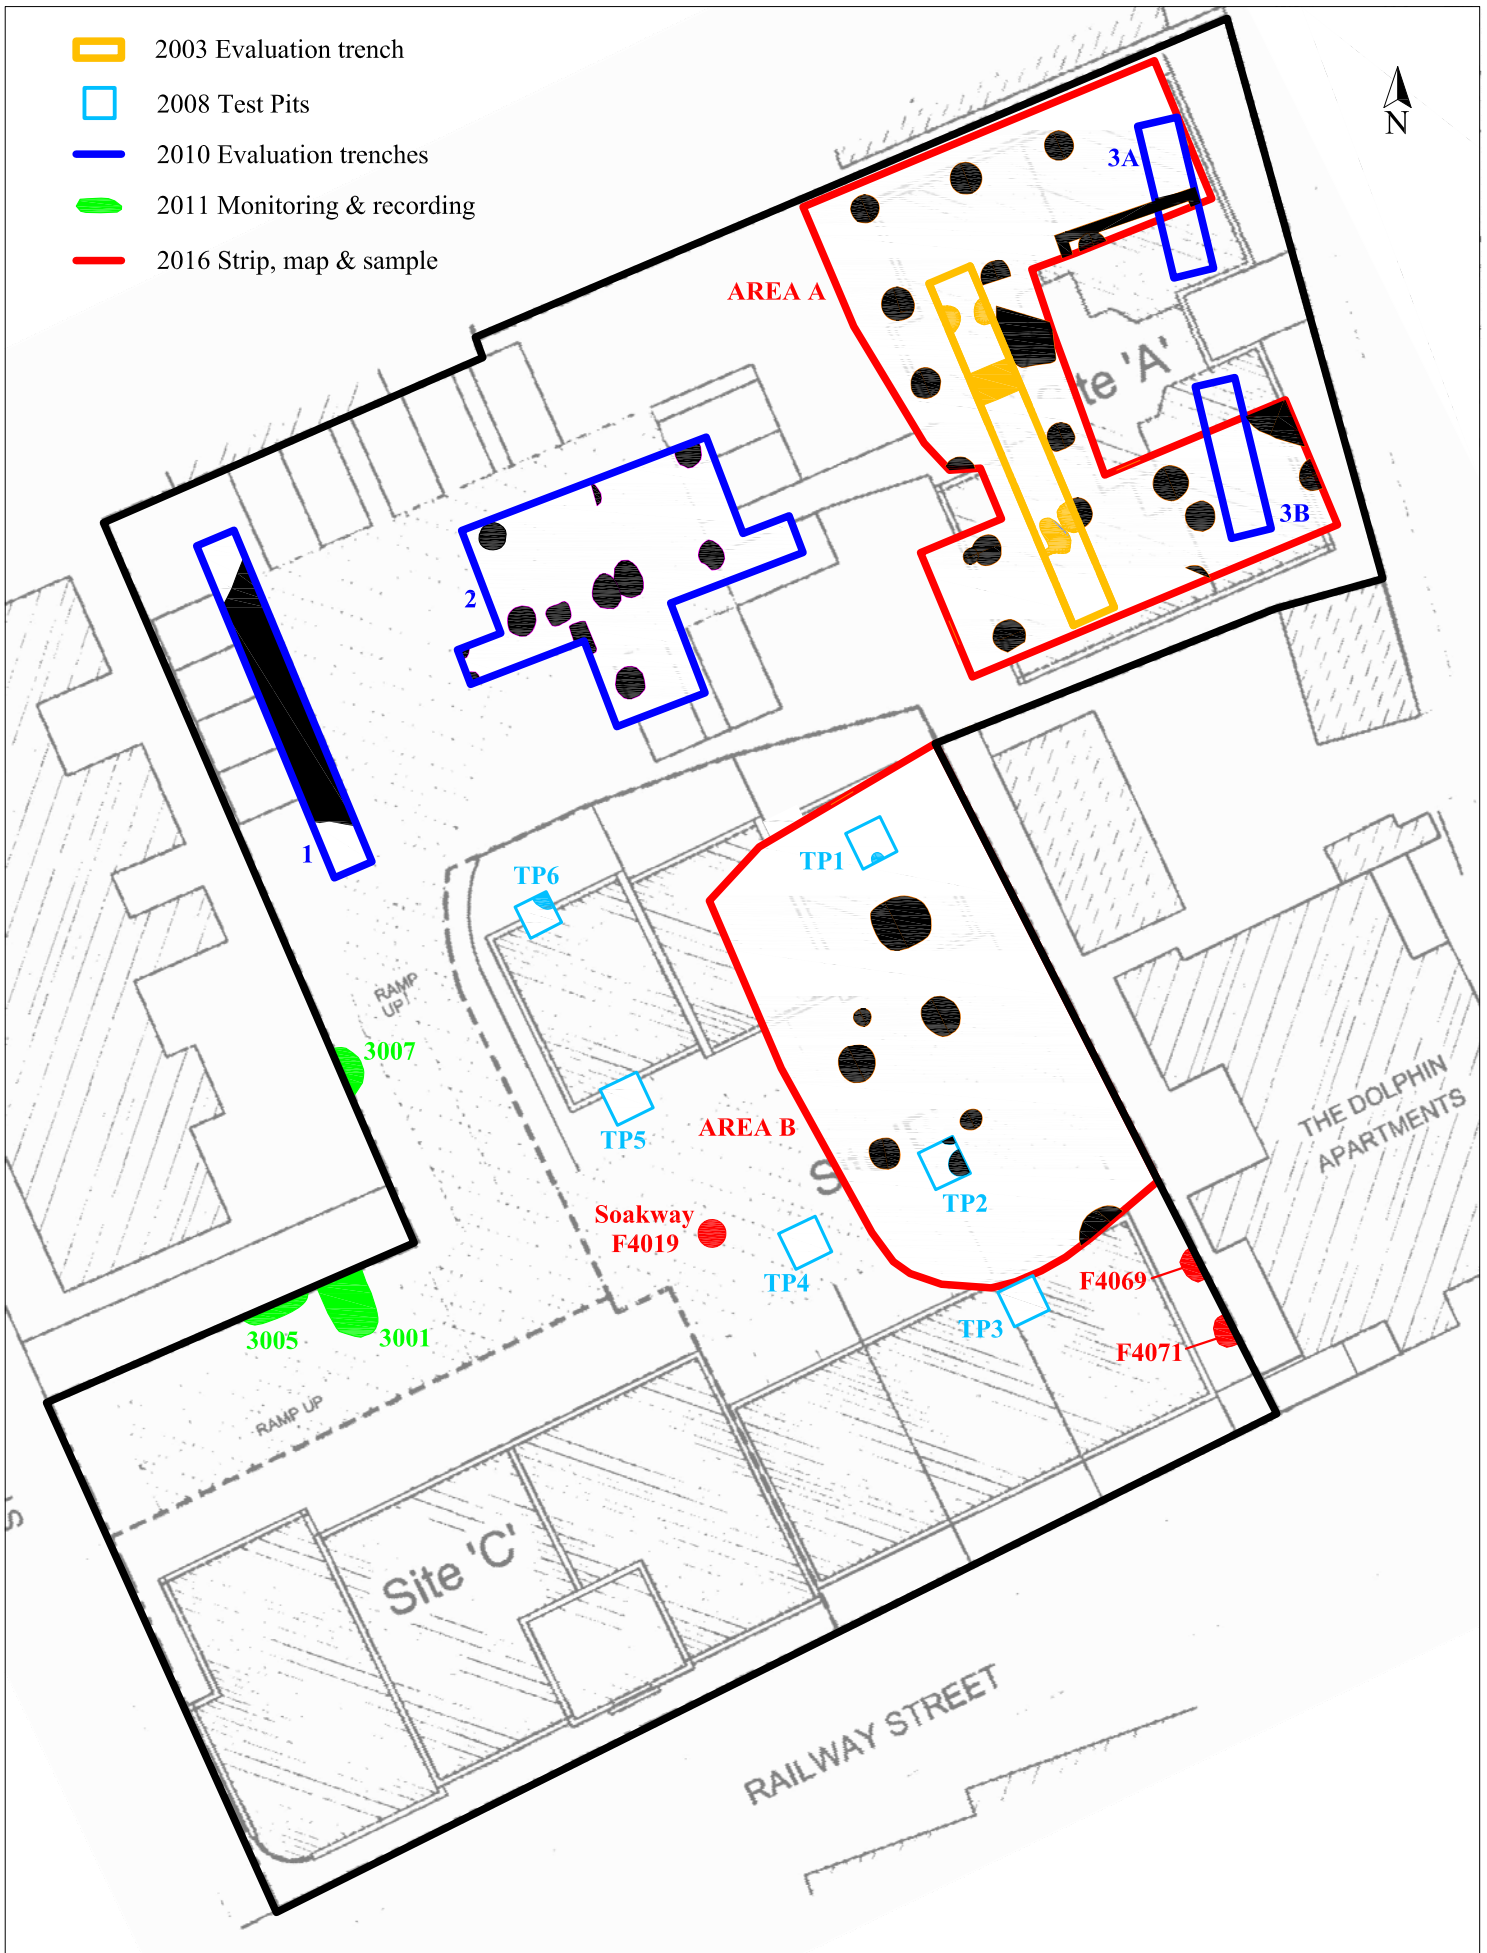 2003 Evaluation trench
2008 Test Pits
2010 Evaluation trenches
2011 Monitoring & recording
2016 Strip, map & sample
N
3A
AREA A
te 'A'
3B
2
1
TP1
TP6
RAMP
UP
3007
THE DOLPHIN
APARTMENTS
AREA B
TP5
S
TP2
Soakway
F4019
TP4
F4069
TP3
F4071
3005
3001
RAMP UP
S
Site 'C'
RAILWAY STREET